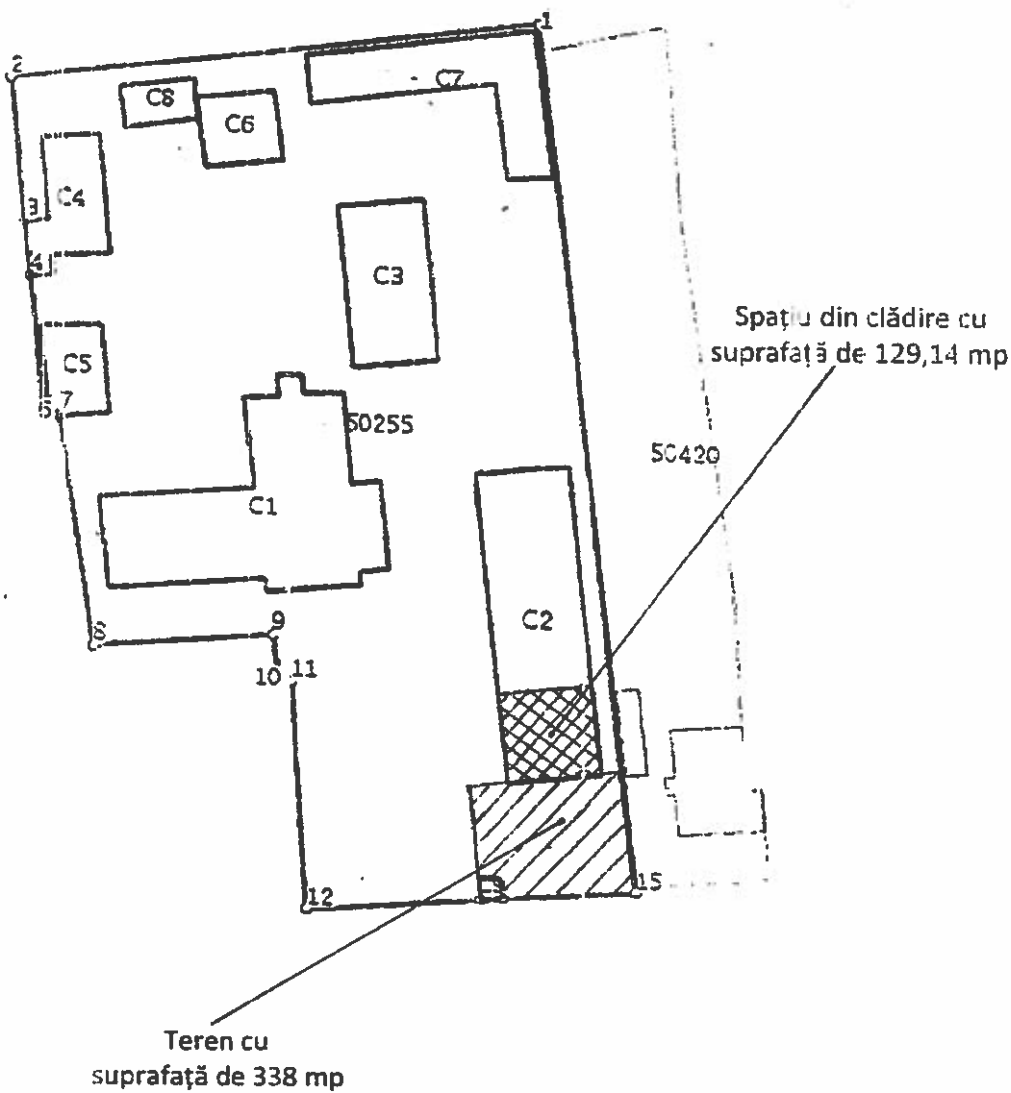 1
2
C8
C7
C6
3
C4
4
C3
Spațiu din clădire cu
suprafață de 129,14 mp
C5
7
50255
50420
C1
C2
9
8
10
11
15
12
Teren cu
suprafață de 338 mp